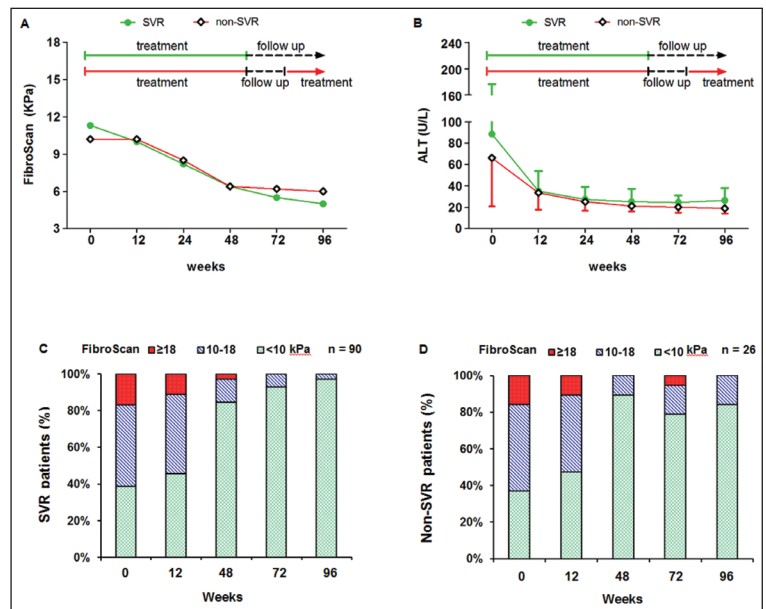 A
SVR
non-SVR
18
15
12
9
6
3
FibroScan (KPa)
treatment
follow up
treatment
follow up
treatment
0 12 24 48 72 96
weeks
B
SVR
non-SVR
240
200
160
100
80
60
40
20
0
ALT (U/L)
treatment
follow up
treatment
follow up
treatment
0 12 24 48 72 96
weeks
C FibroScan ≥18 10-18 <10 kPa n = 90
100%
80%
60%
40%
20%
0%
SVR patients (%)
0 12 48 72 96
Weeks
D FibroScan ≥18 10-18 <10 kPa n = 26
100%
80%
60%
40%
20%
0%
Non-SVR patients (%)
0 12 48 72 96
Weeks